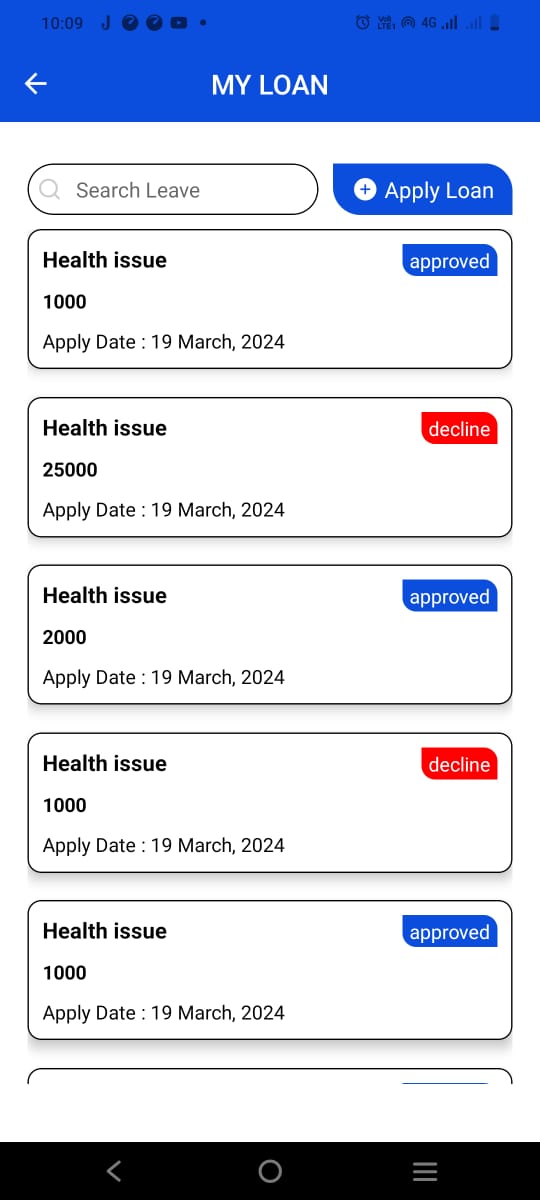 10:09
Vo) LTE1 4G
MY LOAN
Search Leave
Apply Loan
Health issue
approved
1000
Apply Date : 19 March, 2024
Health issue
decline
25000
Apply Date : 19 March, 2024
Health issue
approved
2000
Apply Date : 19 March, 2024
Health issue
decline
1000
Apply Date : 19 March, 2024
Health issue
approved
1000
Apply Date : 19 March, 2024